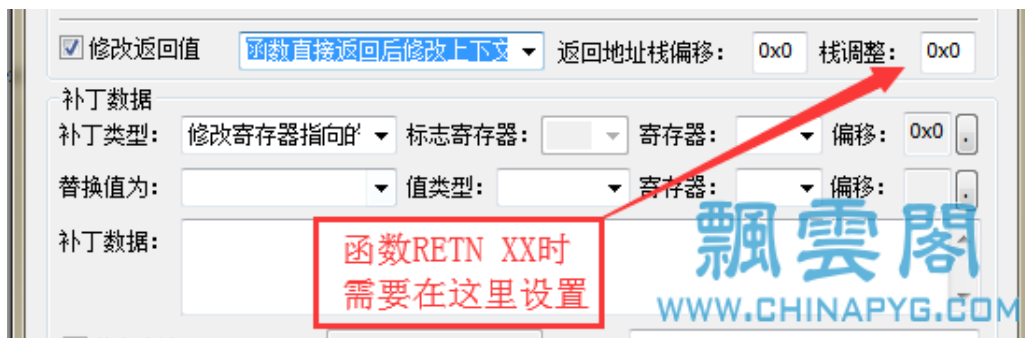 修改返回值 函数直接返回后修改上下文 返回地址栈偏移: 0x0 栈调整: 0x0
补丁数据
补丁类型: 修改寄存器指向的 标志寄存器: 寄存器: 偏移: 0x0 .
替换值为: 值类型: 寄存器: 偏移: .
补丁数据:
函数RETN XX时
需要在这里设置
飄雲閣
WWW.CHINAPYG.COM